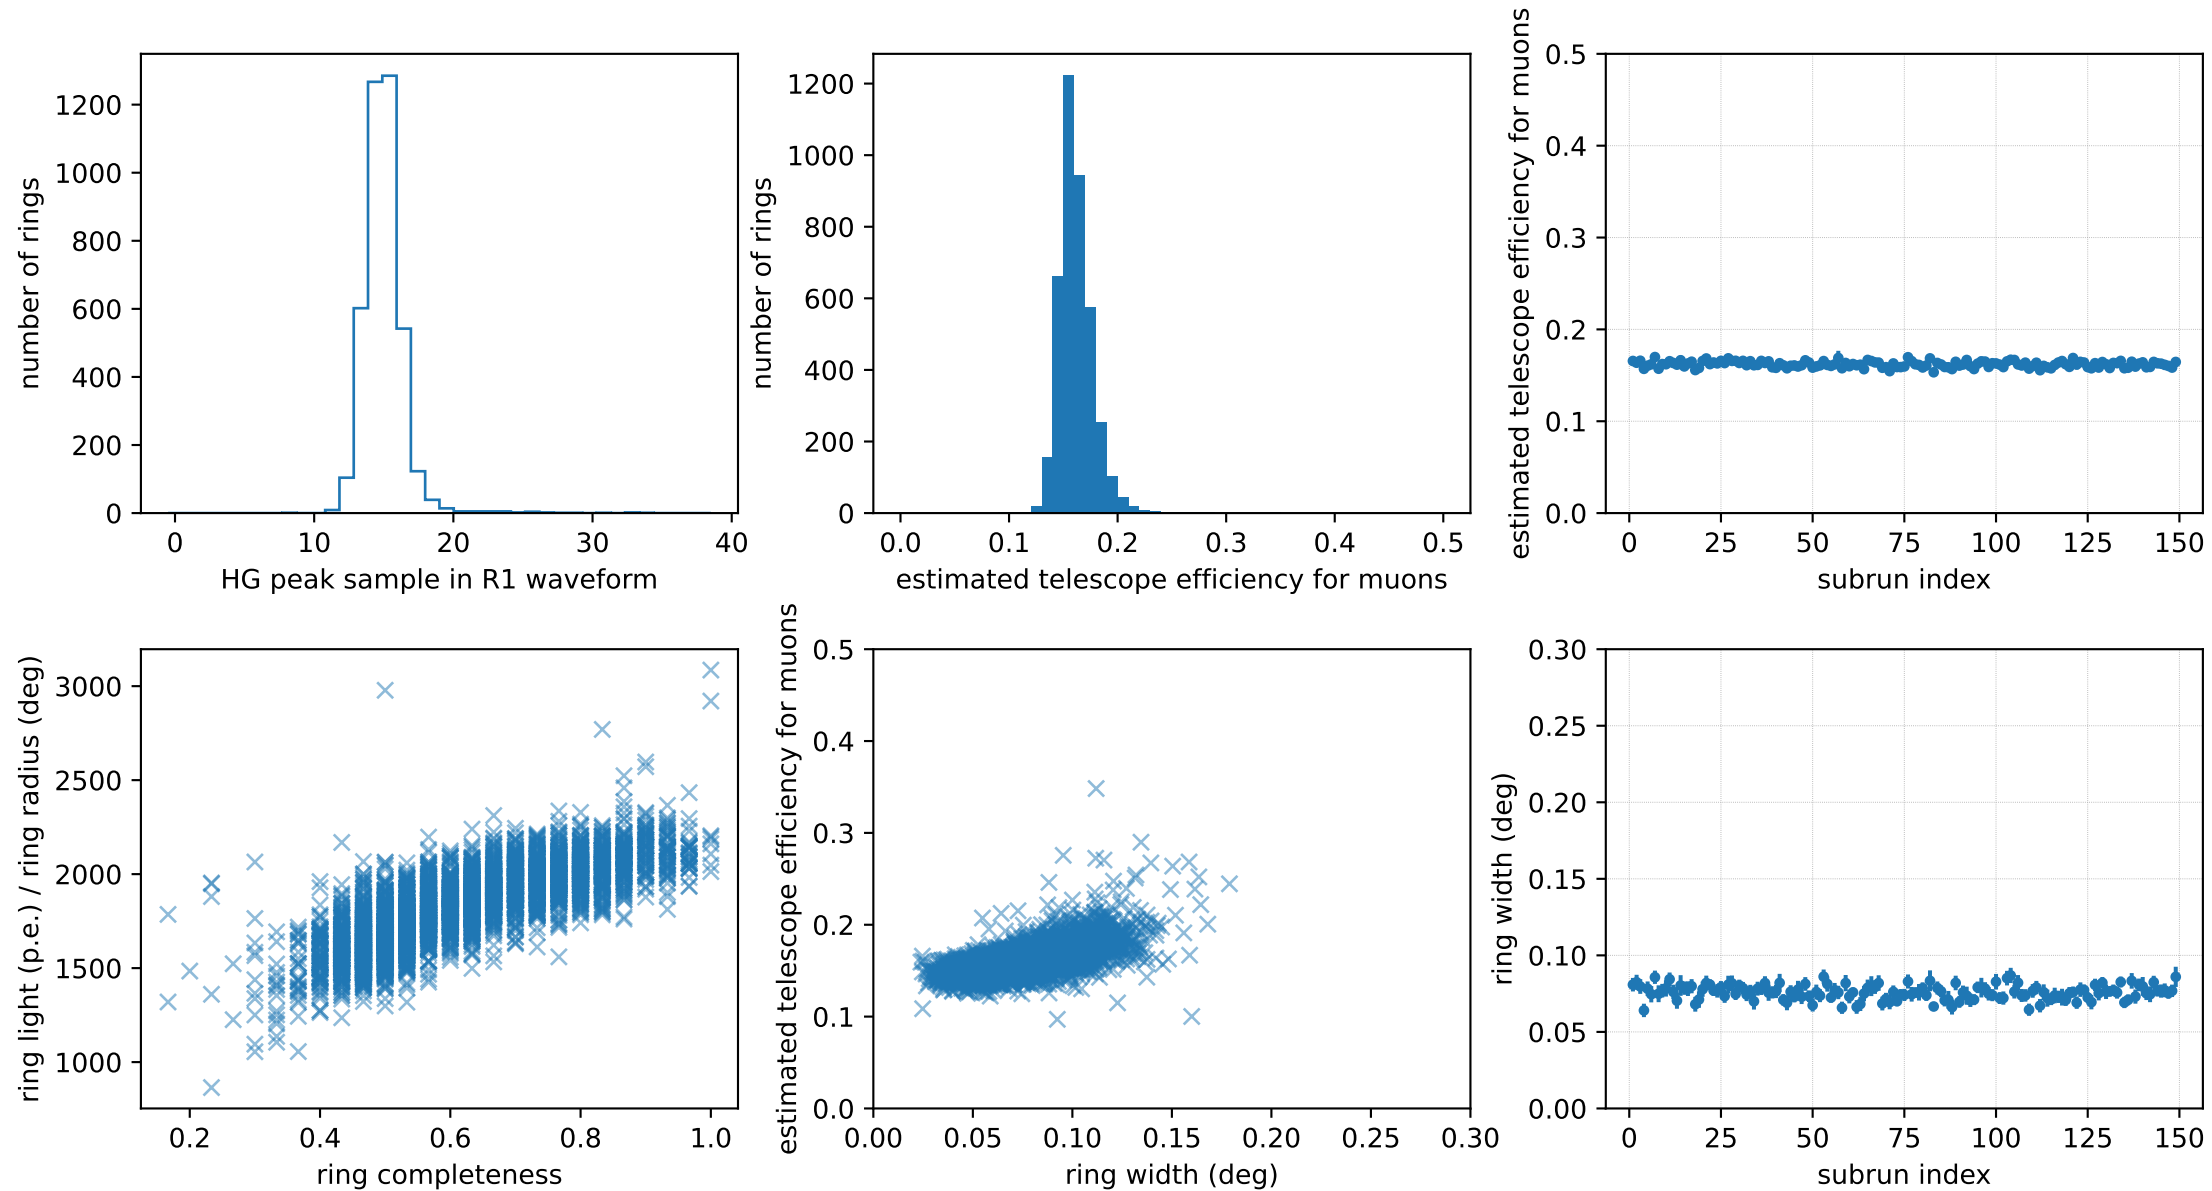 number of rings
1200
1000
800
600
400
200
0
0 10 20 30 40
HG peak sample in R1 waveform
number of rings
1200
1000
800
600
400
200
0
0.0 0.1 0.2 0.3 0.4 0.5
estimated telescope efficiency for muons
estimated telescope efficiency for muons
0.5
0.4
0.3
0.2
0.1
0.0
0 25 50 75 100 125 150
subrun index
ring light (p.e.) / ring radius (deg)
3000
2500
2000
1500
1000
0.2 0.4 0.6 0.8 1.0
ring completeness
estimated telescope efficiency for muons
0.5
0.4
0.3
0.2
0.1
0.0
0.00 0.05 0.10 0.15 0.20 0.25 0.30
ring width (deg)
ring width (deg)
0.30
0.25
0.20
0.15
0.10
0.05
0.00
0 25 50 75 100 125 150
subrun index